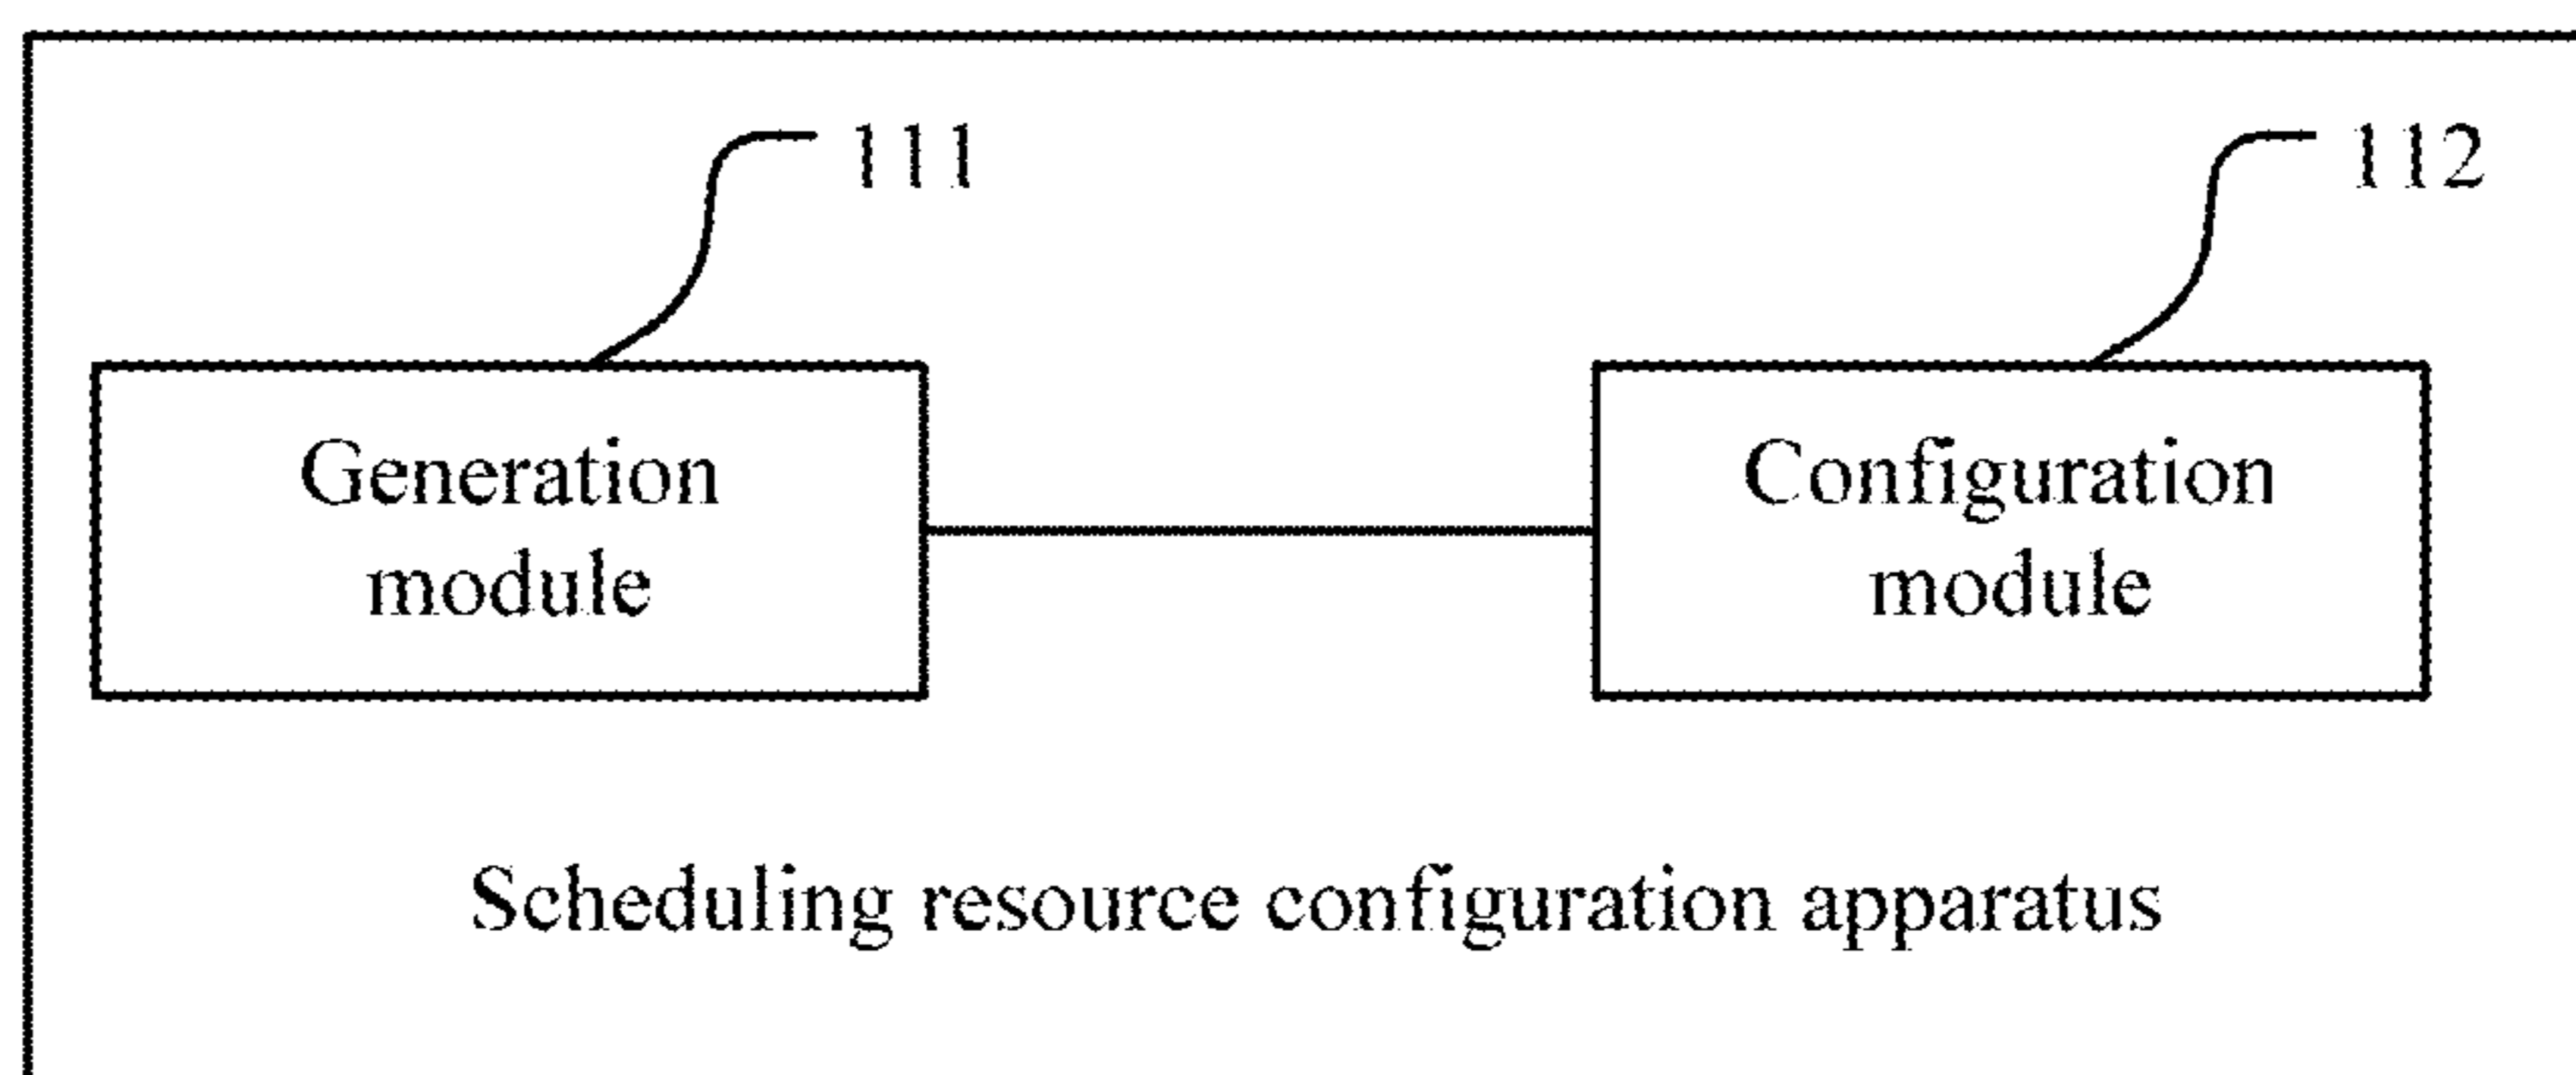 111
112
Generation
module
Configuration
module
Scheduling resource configuration apparatus